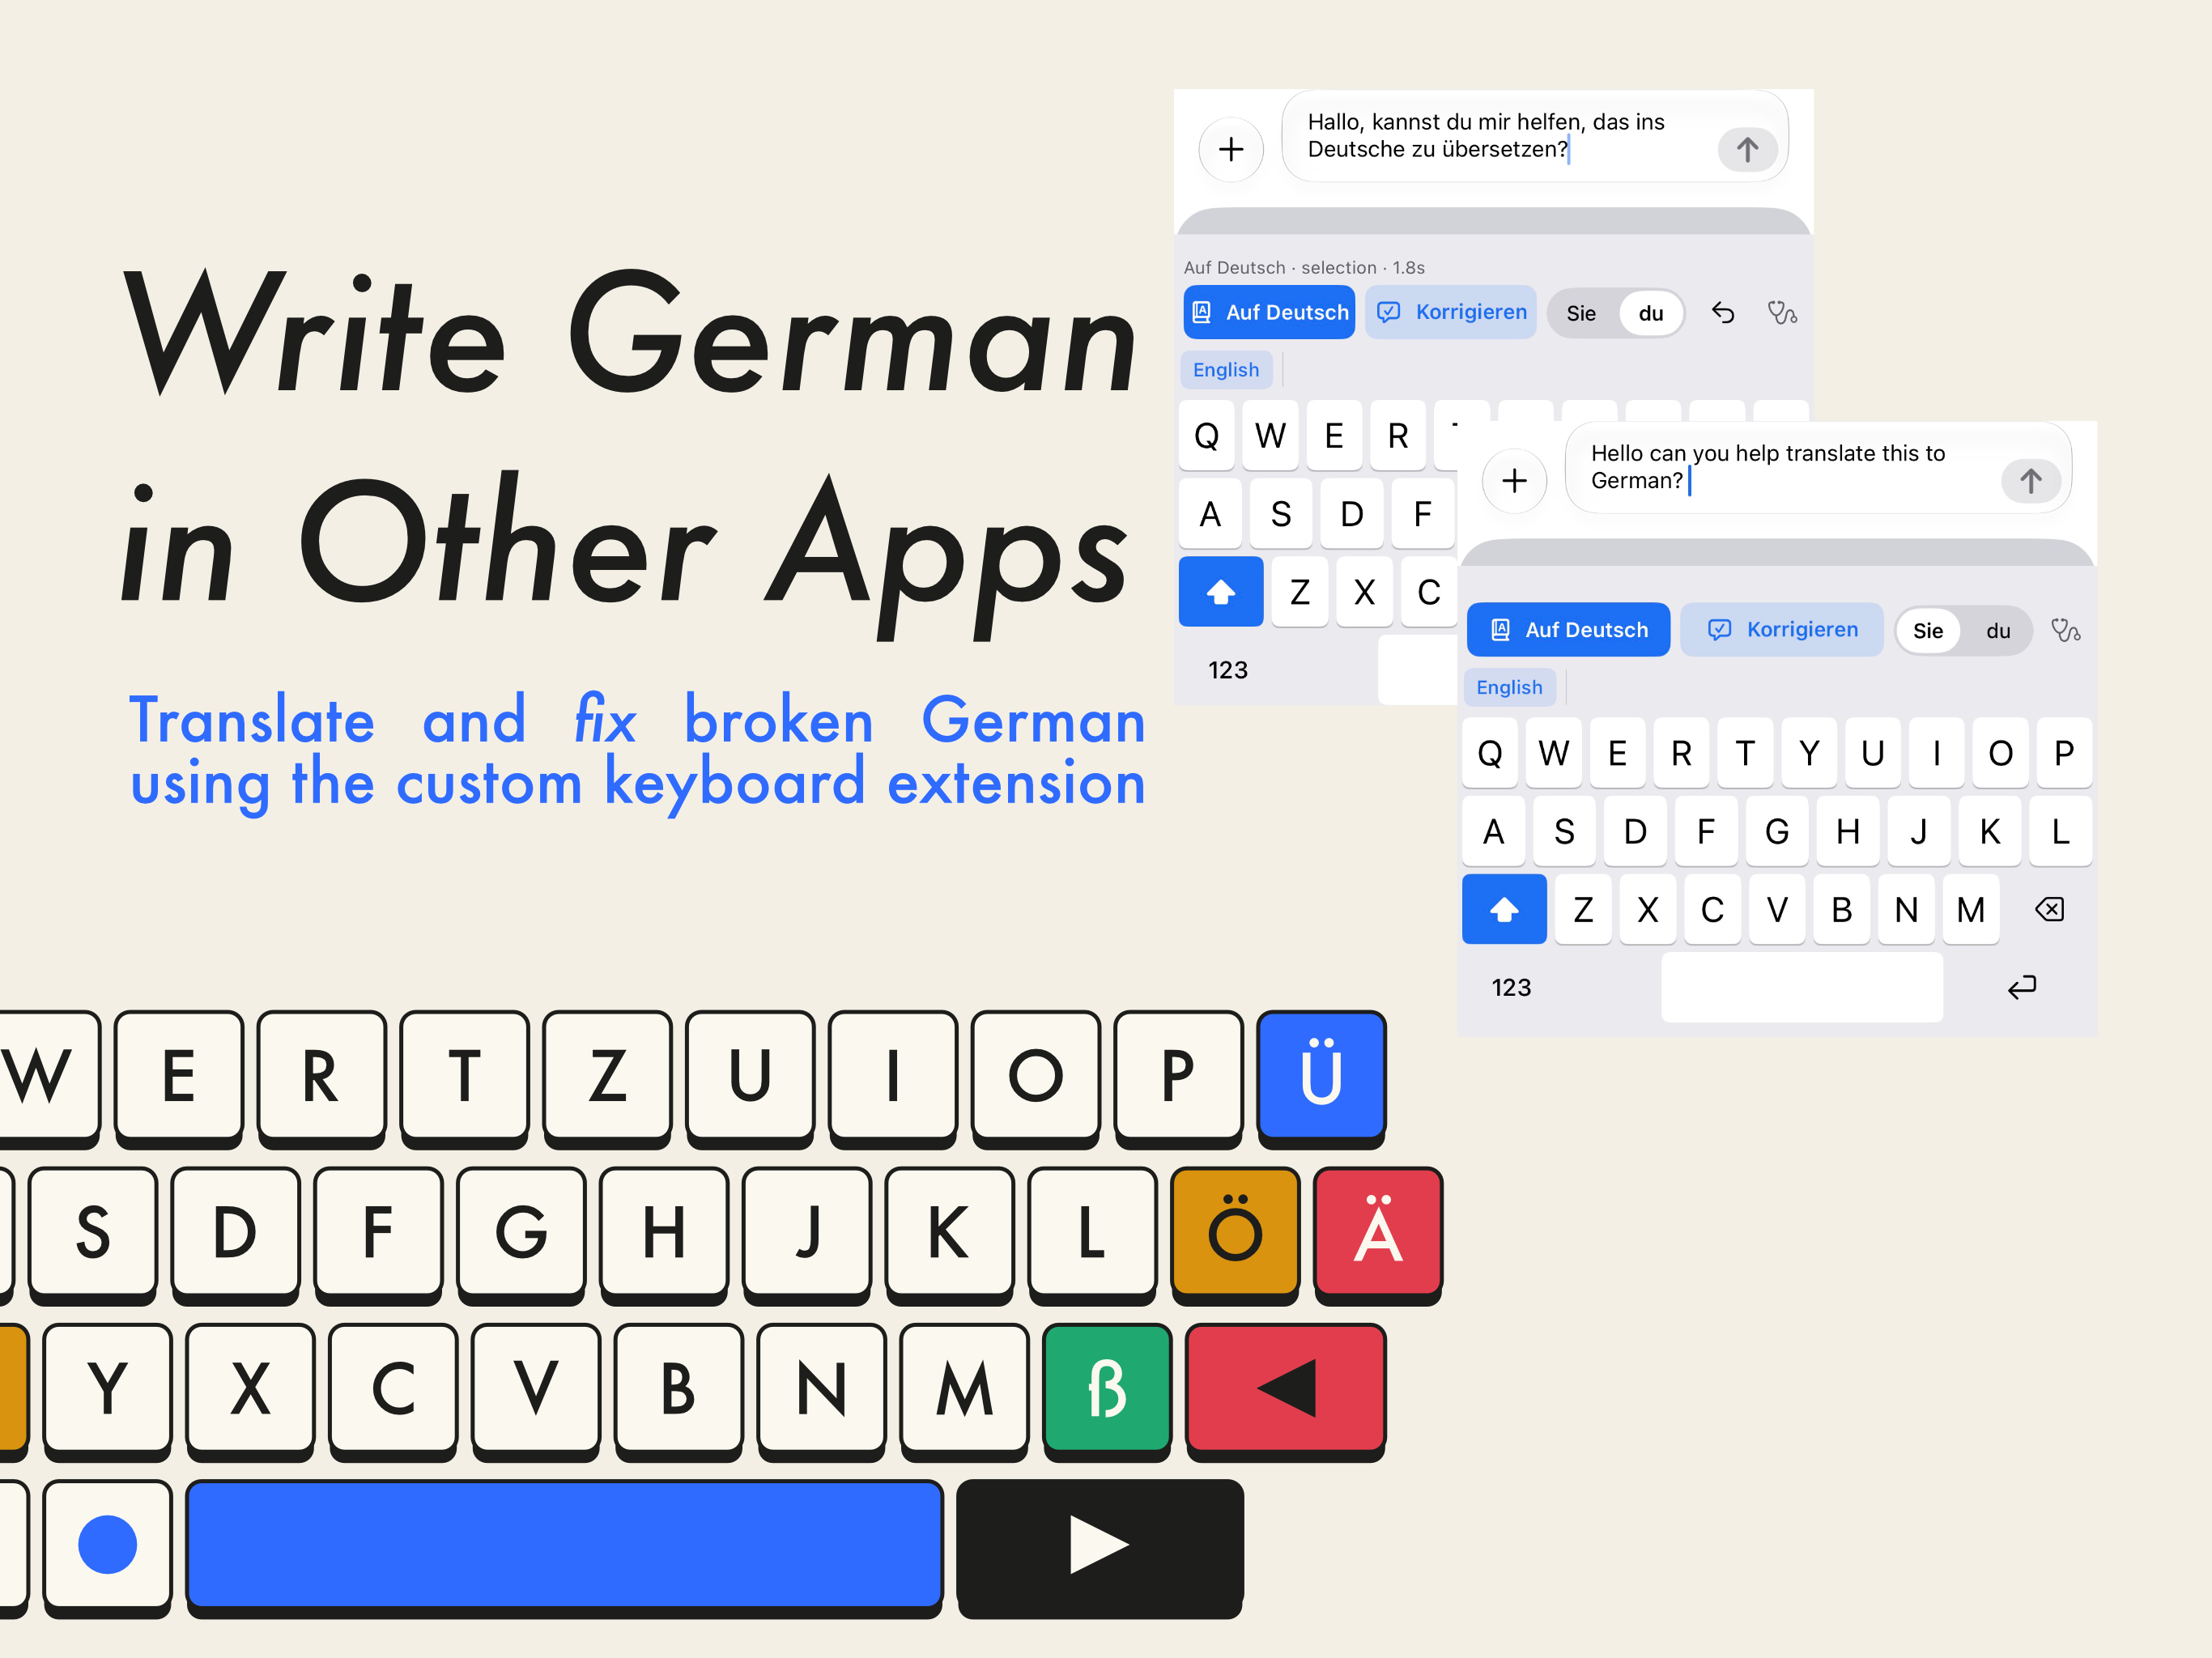 Write German
in Other Apps
Translate and fix broken German
using the custom keyboard extension
Hallo, kannst du mir helfen, das ins
Deutsche zu übersetzen?
Auf Deutsch · selection · 1.8s
Auf Deutsch Korrigieren Sie du
English
Q W E R
A S D F
Z X C
123
Hello can you help translate this to
German?
Auf Deutsch Korrigieren Sie du
English
Q W E R T Y U I O P
A S D F G H J K L
Z X C V B N M
123
W E R T Z U I O P Ü
S D F G H J K L Ö Ä
Y X C V B N M ß